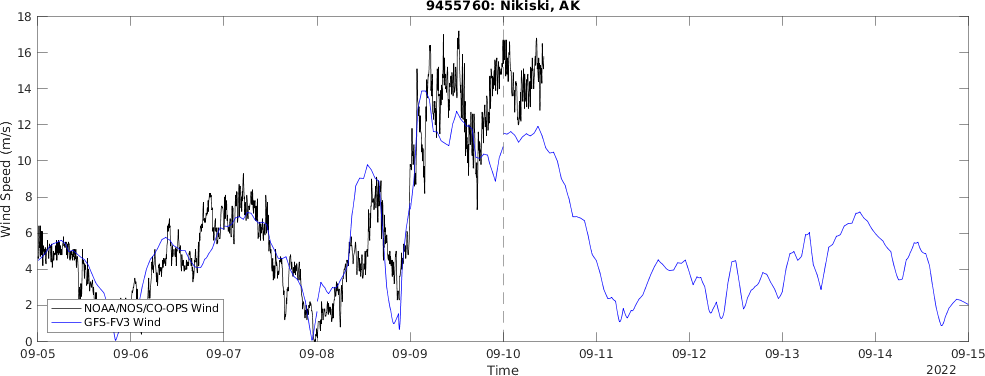 9455760: Nikiski, AK
Wind Speed (m/s)
18
16
14
12
10
8
6
4
2
0
NOAA/NOS/CO-OPS Wind
GFS-FV3 Wind
09-05 09-06 09-07 09-08 09-09 09-10 09-11 09-12 09-13 09-14 09-15
Time
2022